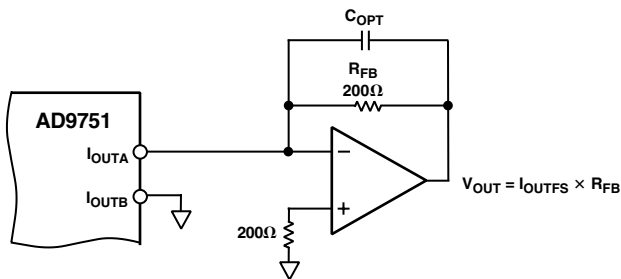 C_OPT
R_FB
200Ω
AD9751
I_OUTA
I_OUTB
−
+
200Ω
V_OUT = I_OUTFS × R_FB